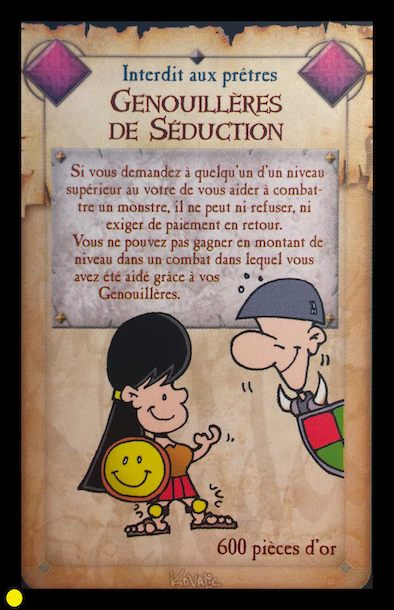 Interdit aux prêtres
GENOUILLÈRES
DE SÉDUCTION
Si vous demandez à quelqu'un d'un niveau
supérieur au votre de vous aider à combat-
tre un monstre, il ne peut ni refuser, ni
exiger de paiement en retour.
Vous ne pouvez pas gagner en montant de
niveau dans un combat dans lequel vous
avez été aidé grâce à vos
Genouillères.
600 pièces d'or
KOVALIC